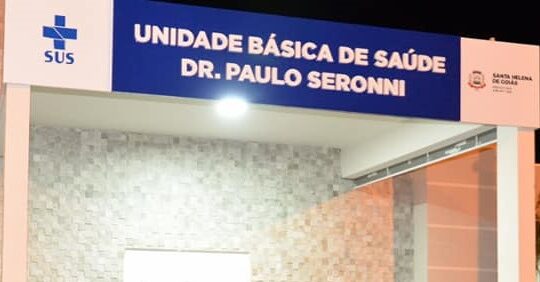 SUS
UNIDADE BÁSICA DE SAÚDE
DR. PAULO SERONNI
SANTA HELENA
DE GOIÁS